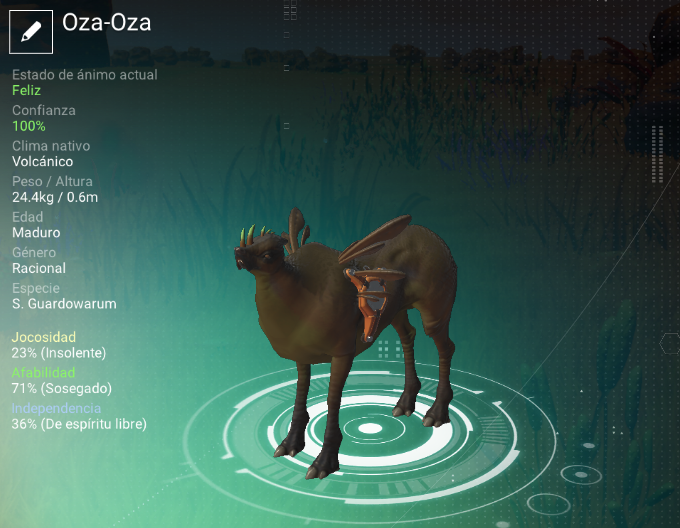 Oza-Oza
Estado de ánimo actual
Feliz
Confianza
100%
Clima nativo
Volcánico
Peso / Altura
24.4kg / 0.6m
Edad
Maduro
Género
Racional
Especie
S. Guardowarum
Jocosidad
23% (Insolente)
Afabilidad
71% (Sosegado)
Independencia
36% (De espíritu libre)